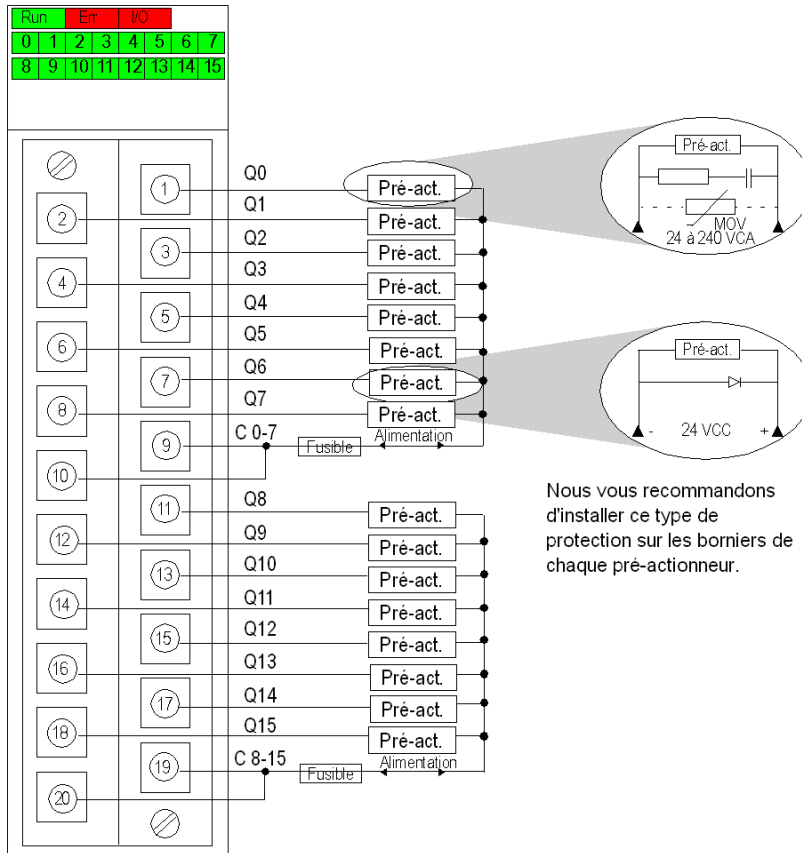 Run Err I/O
0 1 2 3 4 5 6 7
8 9 10 11 12 13 14 15
1 Q0 Pré-act.
2 Q1 Pré-act.
3 Q2 Pré-act.
4 Q3 Pré-act.
5 Q4 Pré-act.
6 Q5 Pré-act.
7 Q6 Pré-act.
8 Q7 Pré-act.
9 C 0-7 Fusible Alimentation
10
11 Q8 Pré-act.
12 Q9 Pré-act.
13 Q10 Pré-act.
14 Q11 Pré-act.
15 Q12 Pré-act.
16 Q13 Pré-act.
17 Q14 Pré-act.
18 Q15 Pré-act.
19 C 8-15 Fusible Alimentation
20
Pré-act.
MOV
24 à 240 VCA
Pré-act.
- 24 VCC +
Nous vous recommandons
d'installer ce type de
protection sur les borniers de
chaque pré-actionneur.